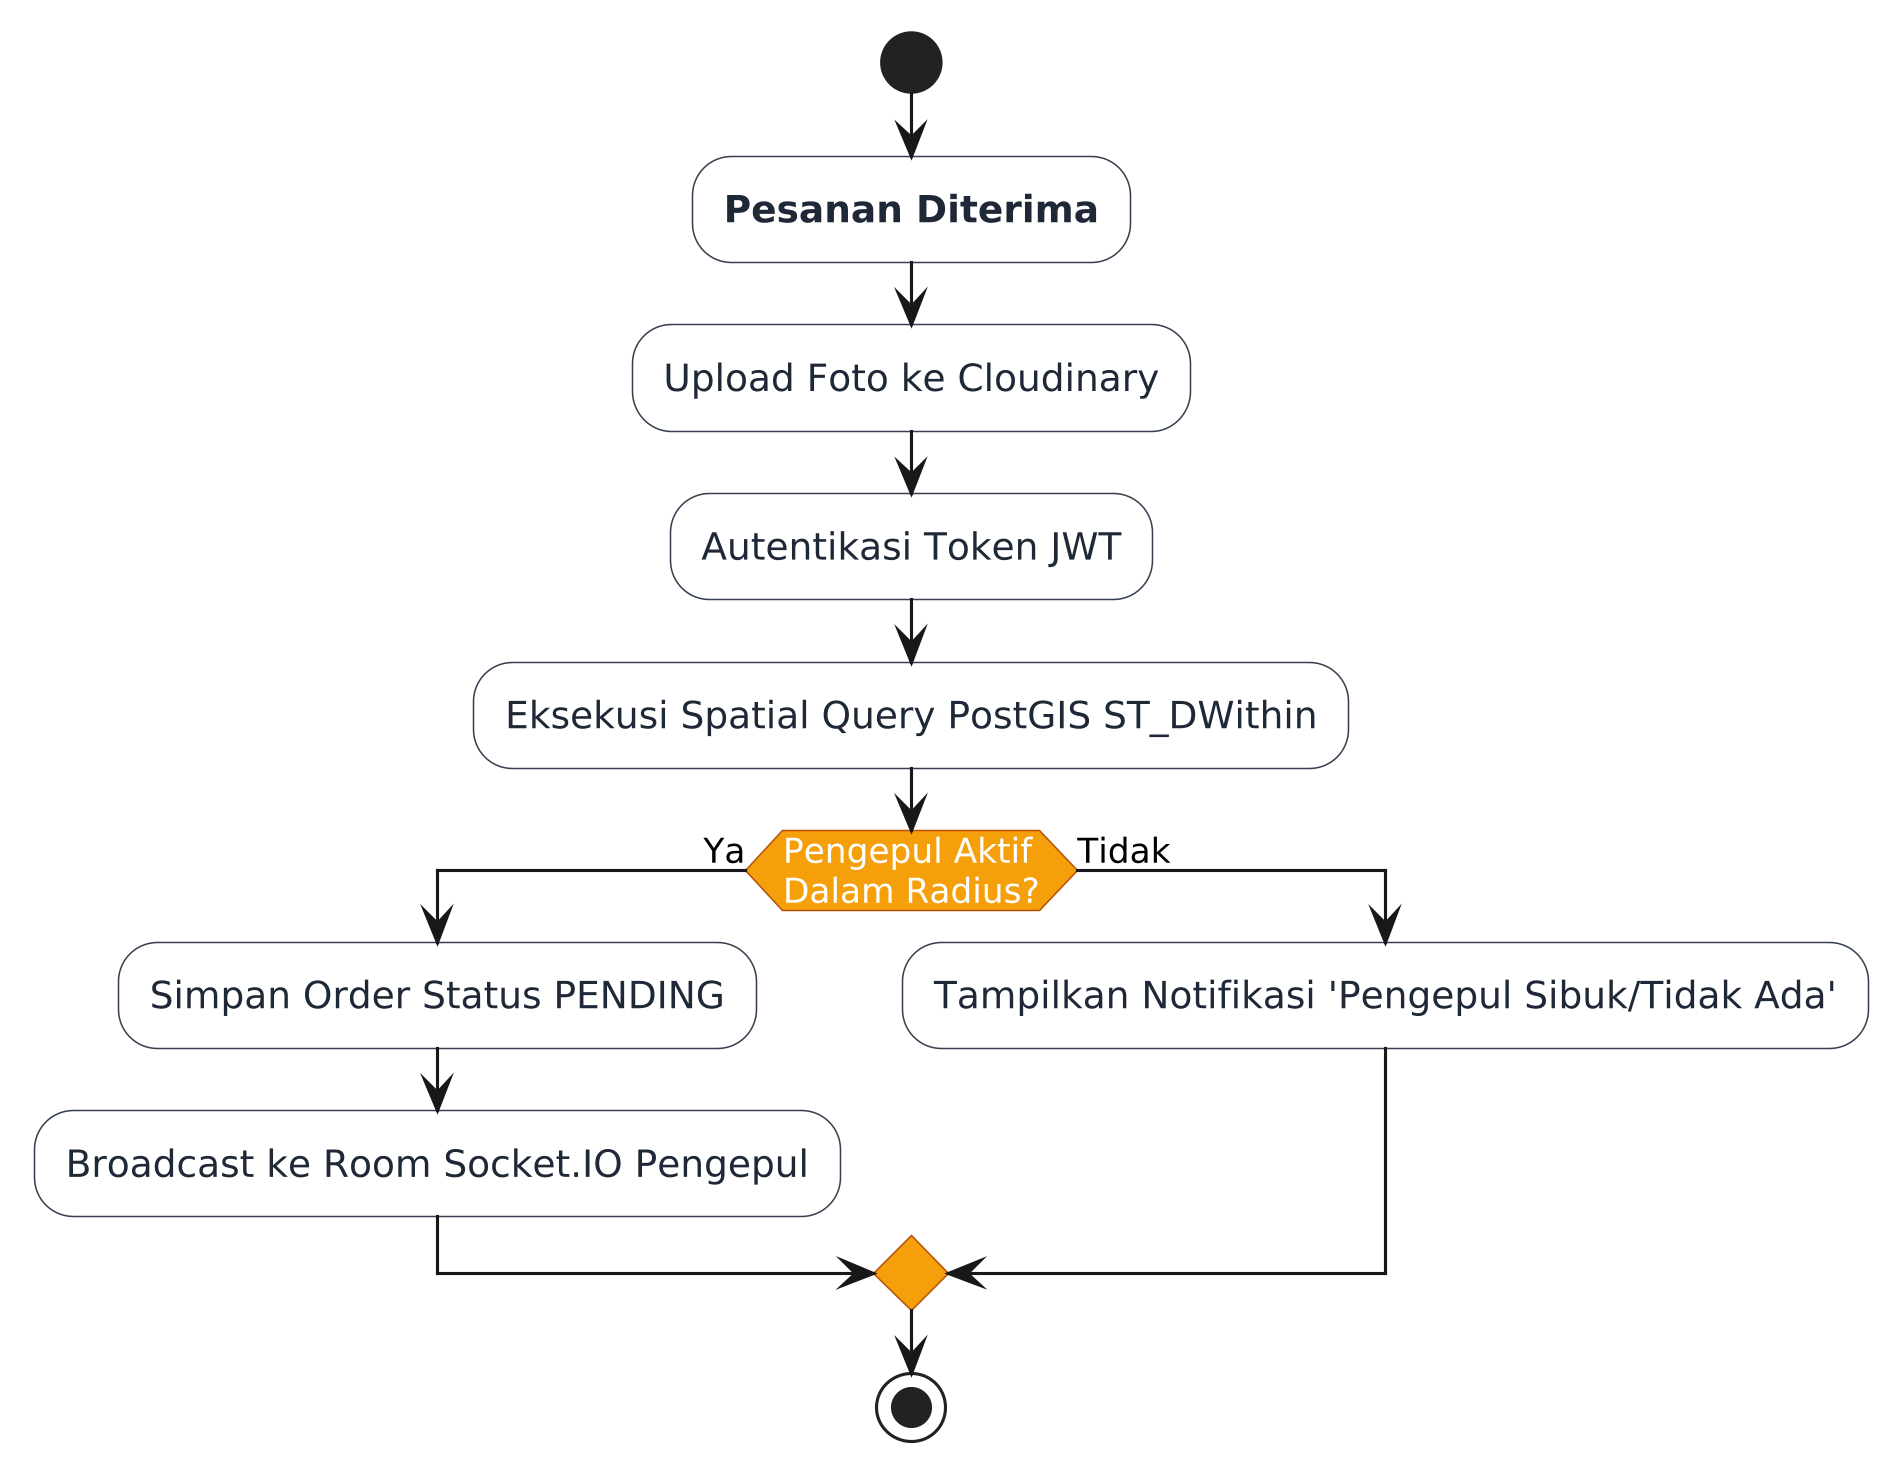 Pesanan Diterima
Upload Foto ke Cloudinary
Autentikasi Token JWT
Eksekusi Spatial Query PostGIS ST_DWithin
Ya
Pengepul Aktif
Dalam Radius?
Tidak
Simpan Order Status PENDING
Tampilkan Notifikasi 'Pengepul Sibuk/Tidak Ada'
Broadcast ke Room Socket.IO Pengepul